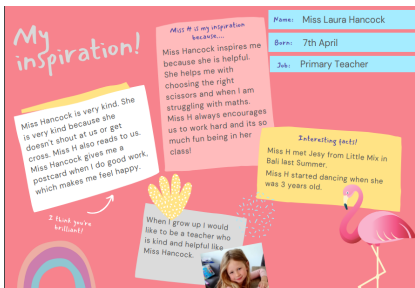 My
inspiration!
Miss H is my inspiration
because....
Miss Hancock inspires me
because she is helpful.
She helps me with
choosing the right
scissors and when I am
struggling with maths.
Miss H always encourages
us to work hard and its so
much fun being in her
class!
Name: Miss Laura Hancock
Born: 7th April
Job: Primary Teacher
Miss Hancock is very kind. She
is very kind because she
doesn't shout at us or get
cross. Miss H also reads to us.
Miss Hancock gives me a
postcard when I do good work,
which makes me feel happy.
Interesting facts!
Miss H met Jesy from Little Mix in
Bali last Summer.
Miss H started dancing when she
was 3 years old.
I think you're
brilliant!
When I grow up I would
like to be a teacher who
is kind and helpful like
Miss Hancock.